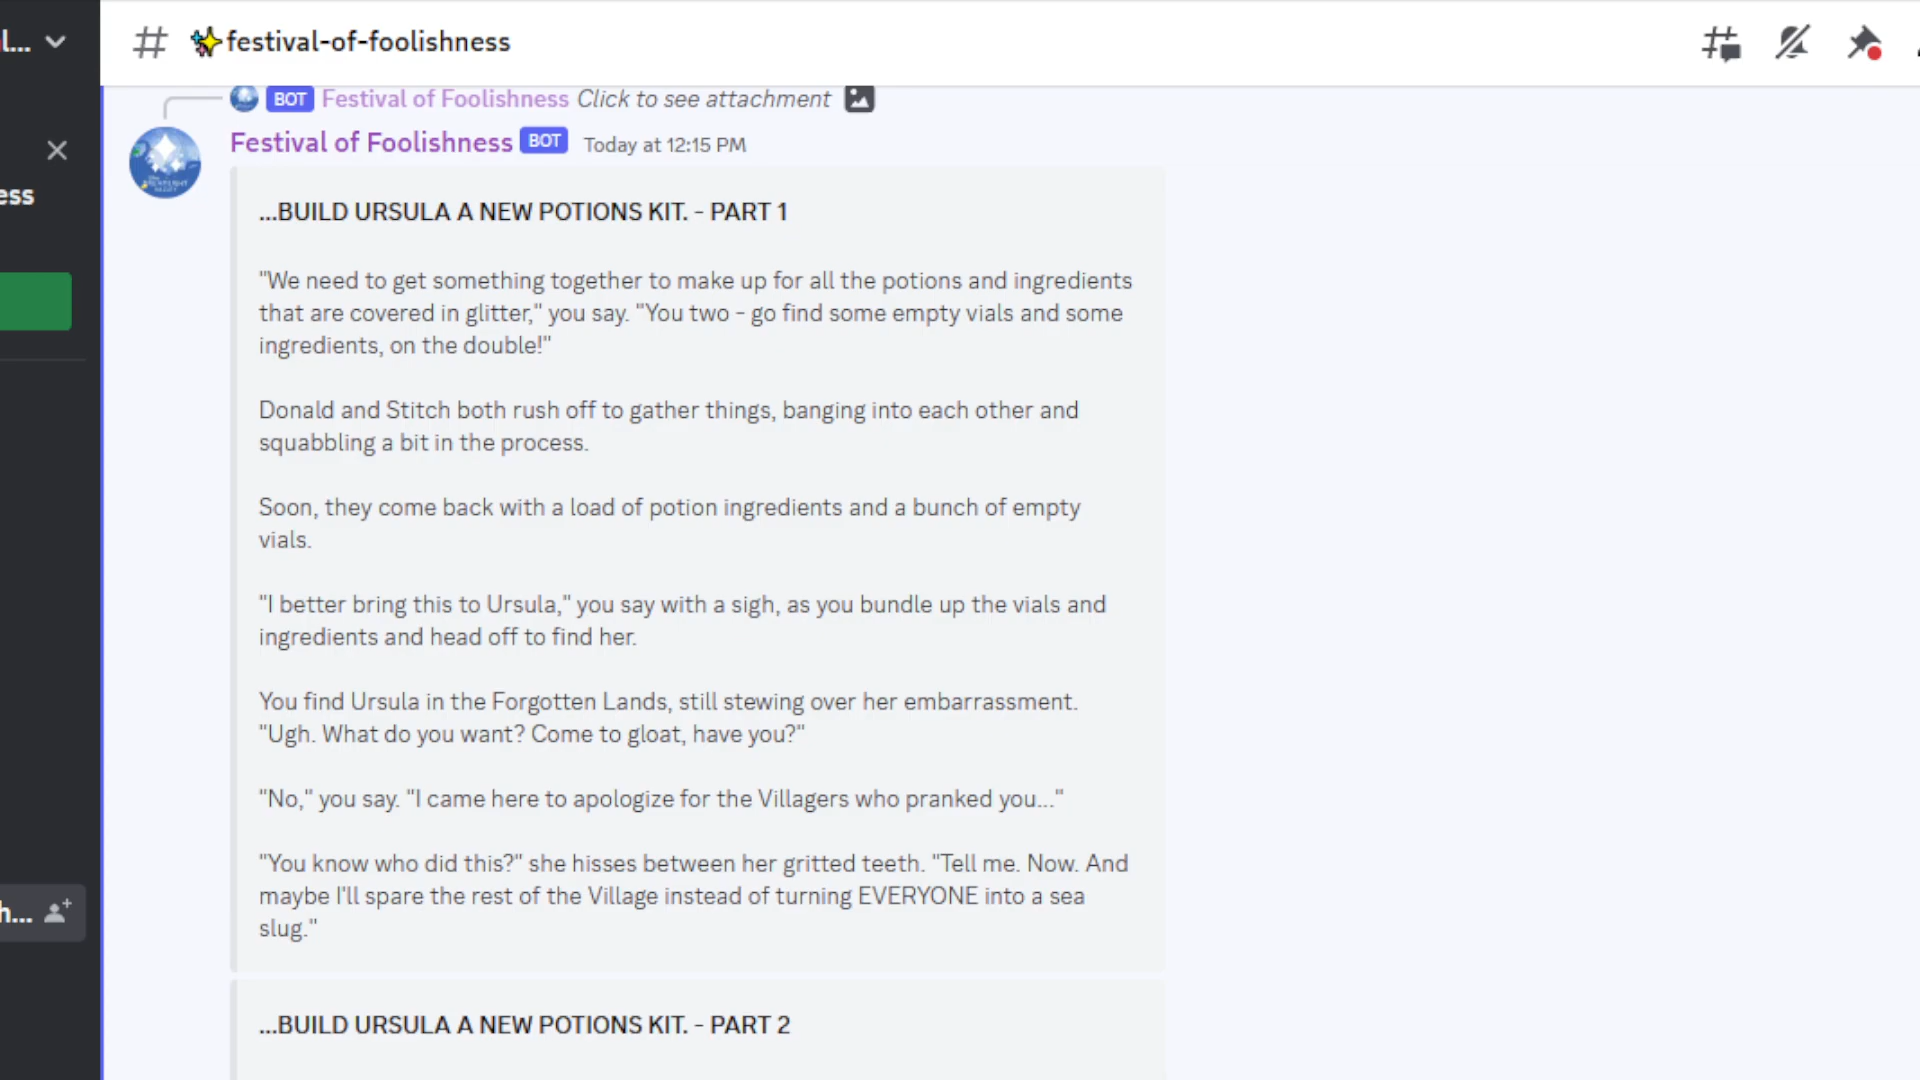 l...
# festival-of-foolishness
BOT Festival of Foolishness Click to see attachment
Festival of Foolishness BOT Today at 12:15 PM
ess
...BUILD URSULA A NEW POTIONS KIT. - PART 1
"We need to get something together to make up for all the potions and ingredients
that are covered in glitter," you say. "You two - go find some empty vials and some
ingredients, on the double!"
Donald and Stitch both rush off to gather things, banging into each other and
squabbling a bit in the process.
Soon, they come back with a load of potion ingredients and a bunch of empty
vials.
"I better bring this to Ursula," you say with a sigh, as you bundle up the vials and
ingredients and head off to find her.
You find Ursula in the Forgotten Lands, still stewing over her embarrassment.
"Ugh. What do you want? Come to gloat, have you?"
"No," you say. "I came here to apologize for the Villagers who pranked you..."
"You know who did this?" she hisses between her gritted teeth. "Tell me. Now. And
maybe I'll spare the rest of the Village instead of turning EVERYONE into a sea
slug."
h...
...BUILD URSULA A NEW POTIONS KIT. - PART 2